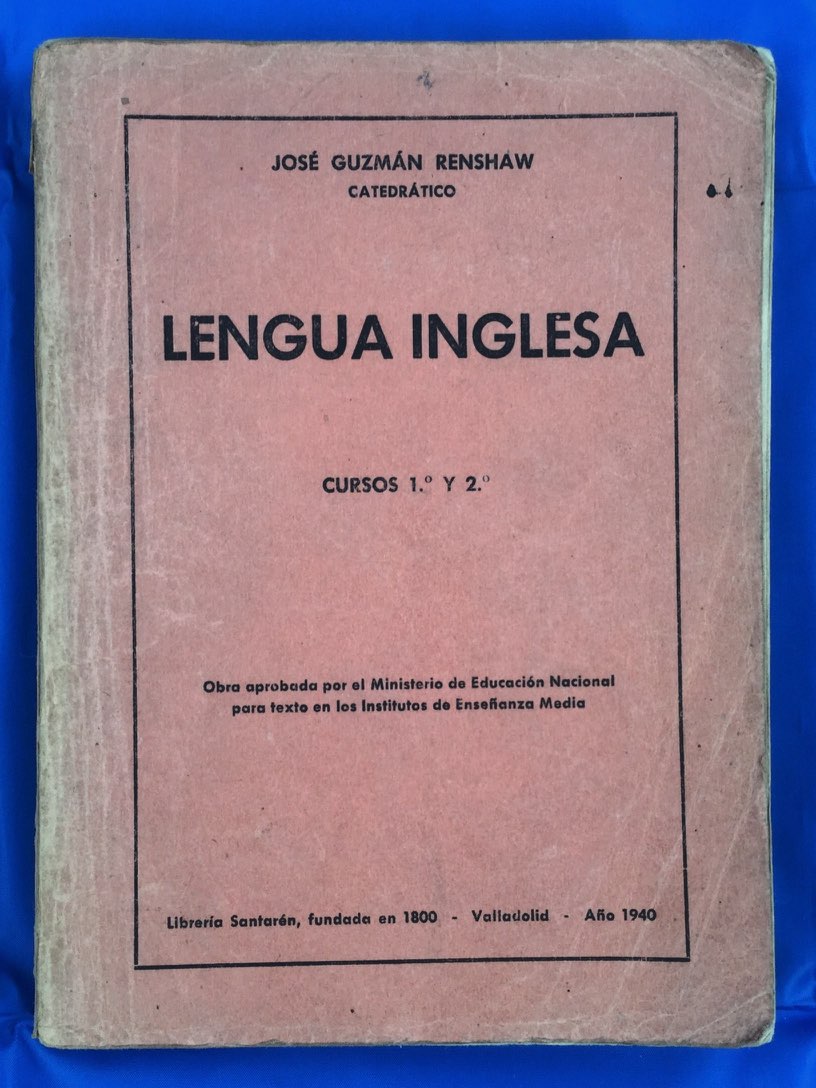 JOSÉ GUZMÁN RENSHAW
CATEDRÁTICO
LENGUA INGLESA
CURSOS 1.º Y 2.º
Obra aprobada por el Ministerio de Educación Nacional
para texto en los Institutos de Enseñanza Media
Librería Santarén, fundada en 1800 - Valladolid - Año 1940